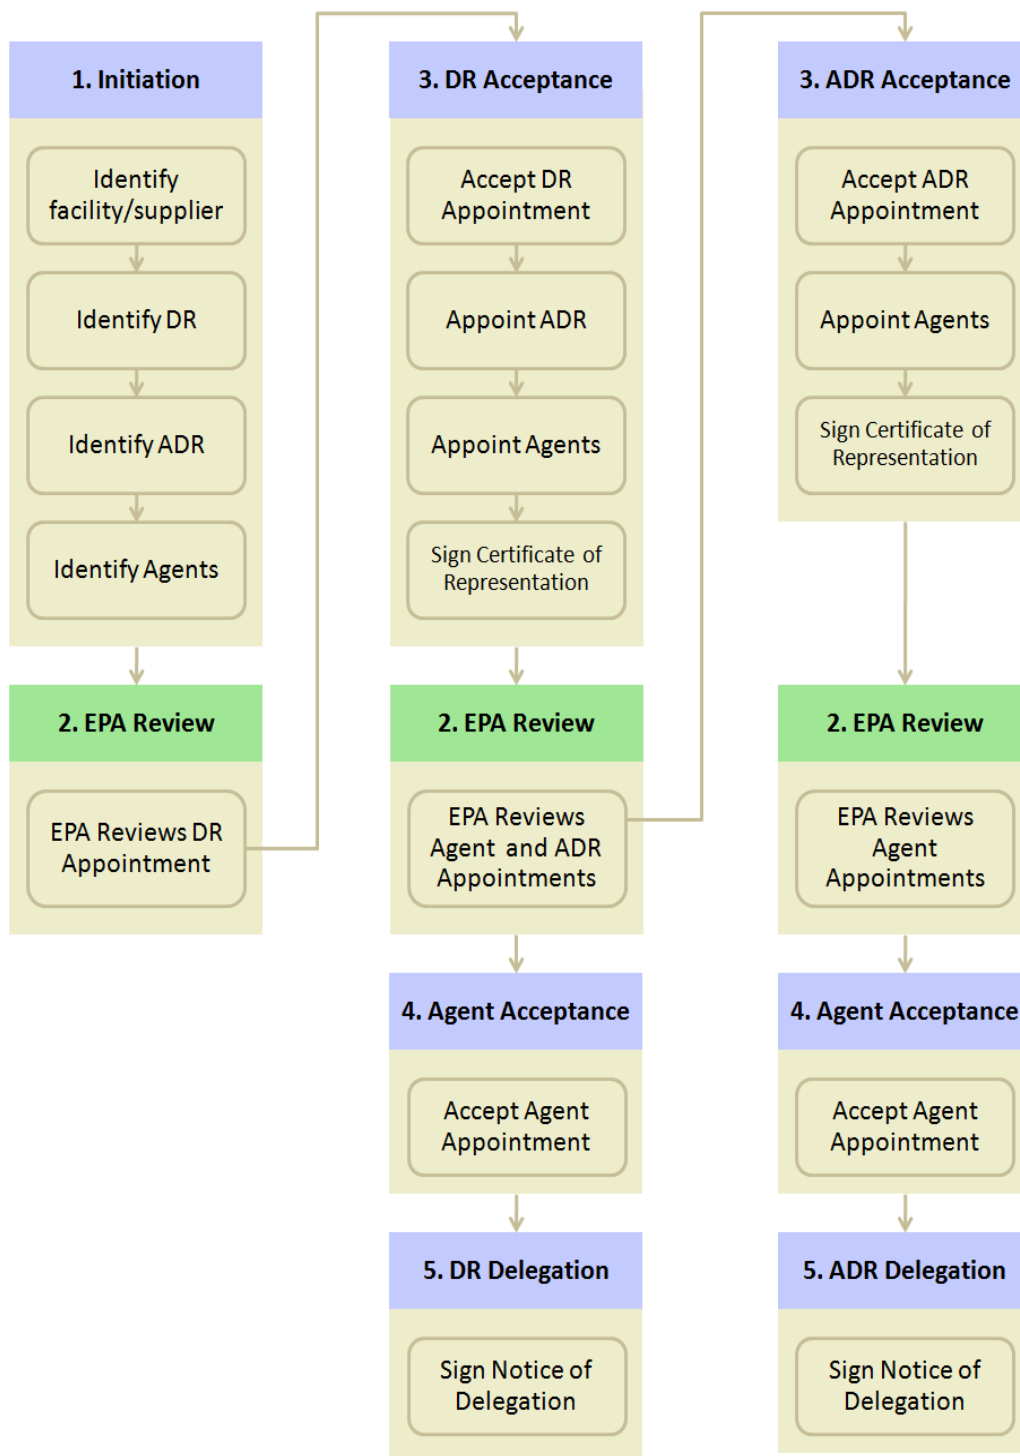 1. Initiation
Identify
facility/supplier
Identify DR
Identify ADR
Identify Agents
2. EPA Review
EPA Reviews DR
Appointment
3. DR Acceptance
Accept DR
Appointment
Appoint ADR
Appoint Agents
Sign Certificate of
Representation
2. EPA Review
EPA Reviews
Agent and ADR
Appointments
4. Agent Acceptance
Accept Agent
Appointment
5. DR Delegation
Sign Notice of
Delegation
3. ADR Acceptance
Accept ADR
Appointment
Appoint Agents
Sign Certificate of
Representation
2. EPA Review
EPA Reviews
Agent
Appointments
4. Agent Acceptance
Accept Agent
Appointment
5. ADR Delegation
Sign Notice of
Delegation